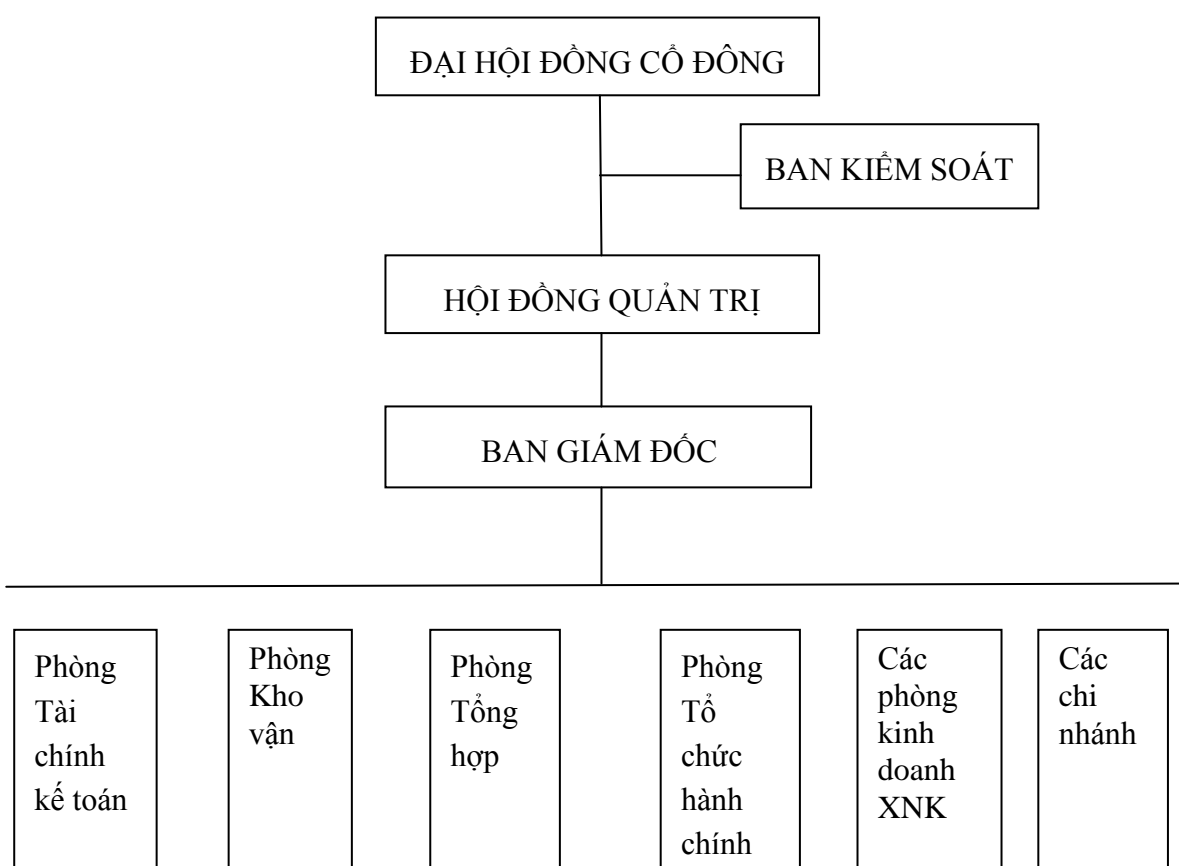 ĐẠI HỘI ĐỒNG CỔ ĐÔNG
BAN KIỂM SOÁT
HỘI ĐỒNG QUẢN TRỊ
BAN GIÁM ĐỐC
Phòng
Tài
chính
kế toán
Phòng
Kho
vận
Phòng
Tổng
hợp
Phòng
Tổ
chức
hành
chính
Các
phòng
kinh
doanh
XNK
Các
chi
nhánh